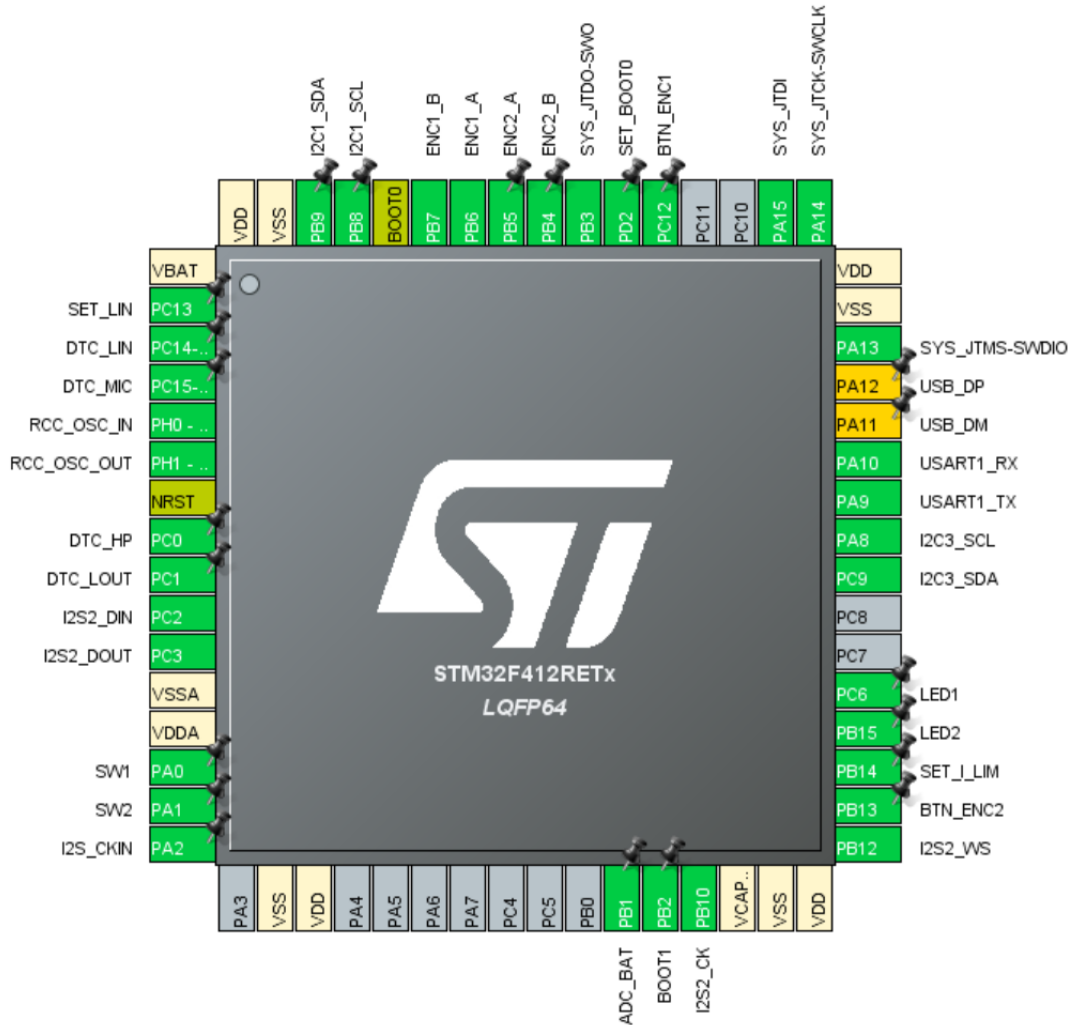 I2C1_SDA
I2C1_SCL
ENC1_B
ENC1_A
ENC2_A
ENC2_B
SYS_JTDO-SWO
SET_BOOT0
BTN_ENC1
SYS_JTDI
SYS_JTCK-SWCLK
VDD
VSS
PB9
PB8
BOOT0
PB7
PB6
PB5
PB4
PB3
PD2
PC12
PC11
PC10
PA15
PA14
VBAT
SET_LIN PC13
DTC_LIN PC14-..
DTC_MIC PC15-..
RCC_OSC_IN PH0 - ..
RCC_OSC_OUT PH1 - ..
NRST
DTC_HP PC0
DTC_LOUT PC1
I2S2_DIN PC2
I2S2_DOUT PC3
VSSA
VDDA
SW1 PA0
SW2 PA1
I2S_CKIN PA2
STM32F412RETx
LQFP64
VDD
VSS
PA13 SYS_JTMS-SWDIO
PA12 USB_DP
PA11 USB_DM
PA10 USART1_RX
PA9 USART1_TX
PA8 I2C3_SCL
PC9 I2C3_SDA
PC8
PC7
PC6 LED1
PB15 LED2
PB14 SET_I_LIM
PB13 BTN_ENC2
PB12 I2S2_WS
PA3
VSS
VDD
PA4
PA5
PA6
PA7
PC4
PC5
PB0
PB1
PB2
PB10
VCAP..
VSS
VDD
ADC_BAT
BOOT1
I2S2_CK